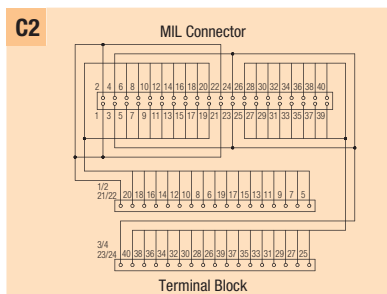 C2
MIL Connector
2 4 6 8 10 12 14 16 18 20 22 24 26 28 30 32 34 36 38 40
1 3 5 7 9 11 13 15 17 19 21 23 25 27 29 31 33 35 37 39
1/2
21/22 20 18 16 14 12 10 8 6 19 17 15 13 11 9 7 5
3/4
23/24 40 38 36 34 32 30 28 26 39 37 35 33 31 29 27 25
Terminal Block